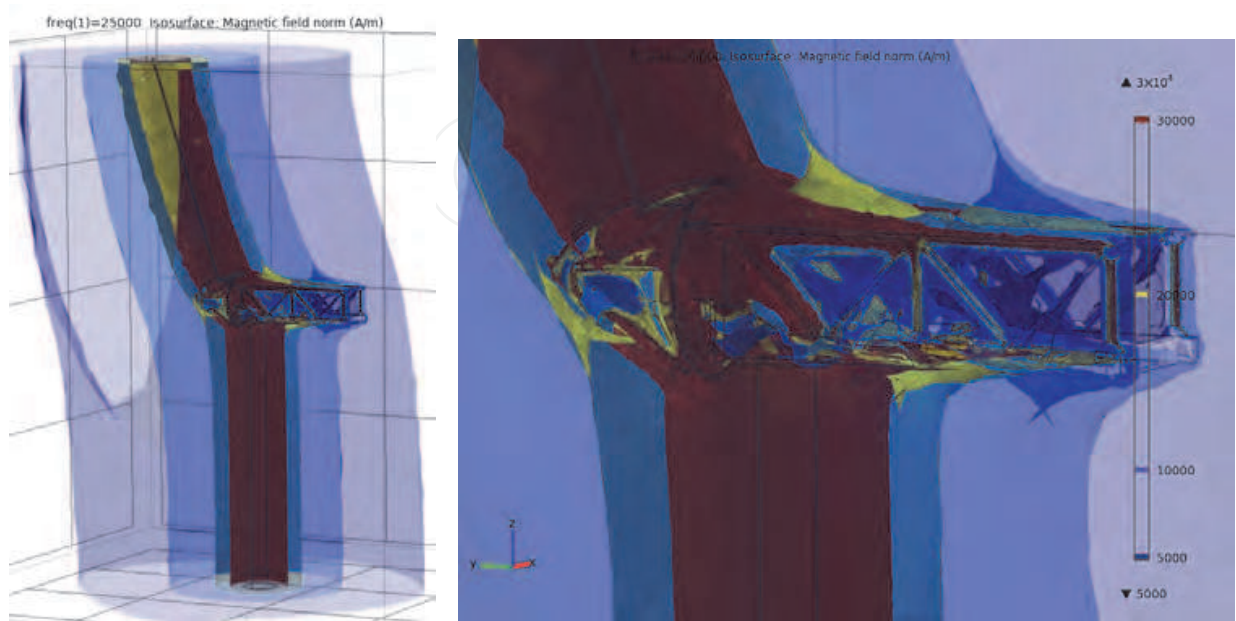 freq(1)=25000 Isosurface: Magnetic field norm (A/m)
Isosurface: Magnetic field norm (A/m)
▲ 3×10⁴
30000
20000
10000
5000
▼ 5000
z
y
x